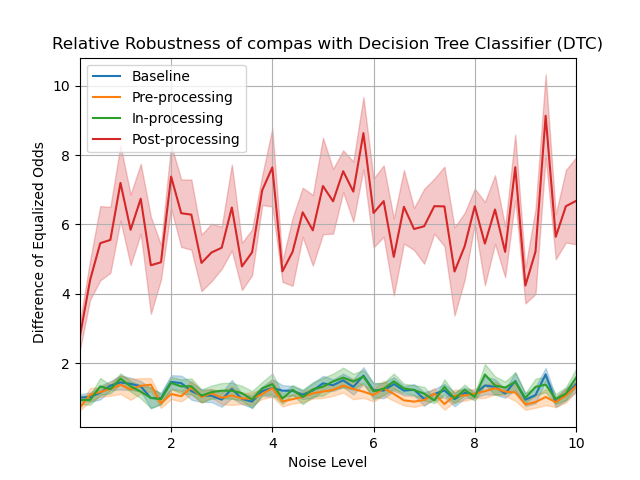 Relative Robustness of compas with Decision Tree Classifier (DTC)
Baseline
Pre-processing
In-processing
Post-processing
Difference of Equalized Odds
8
6
4
2
2
4
6
8
10
Noise Level